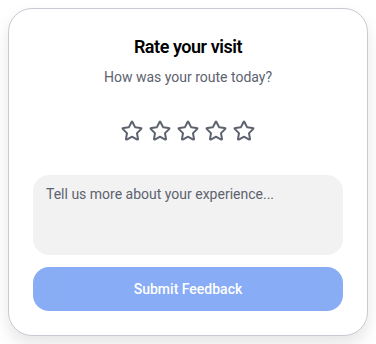 Rate your visit
How was your route today?
Tell us more about your experience...
Submit Feedback